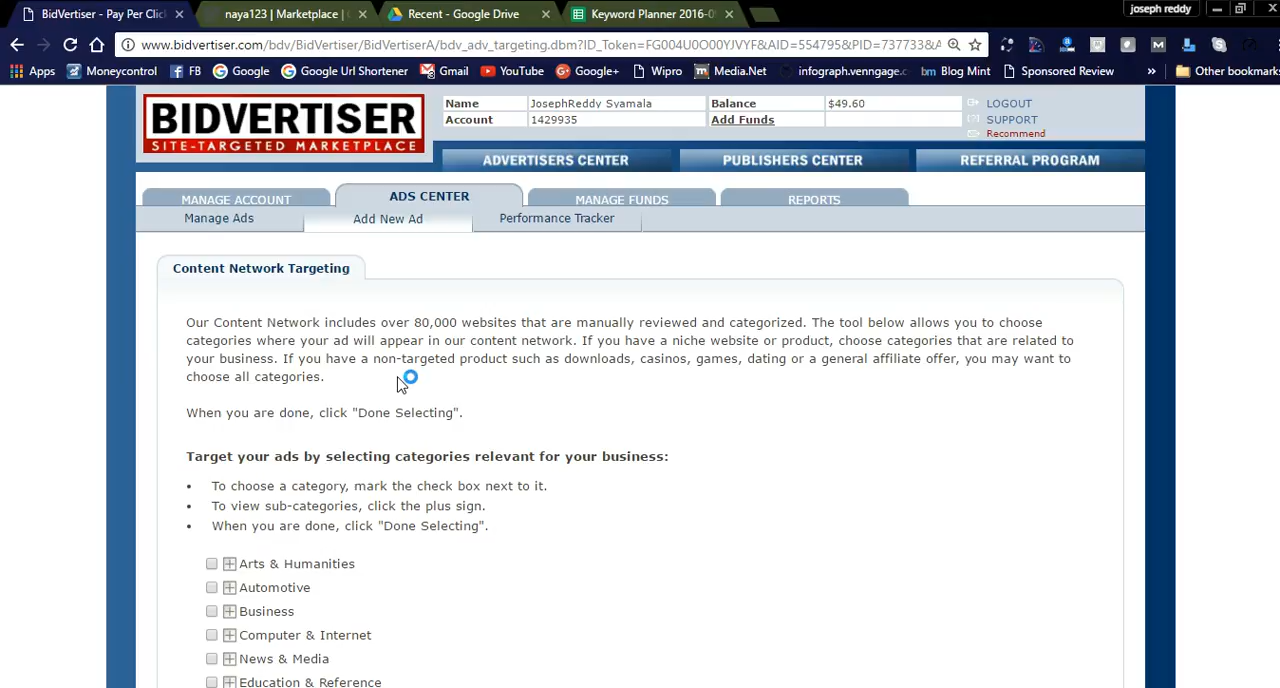 BidVertiser - Pay Per Clic
naya123 | Marketplace |
Recent - Google Drive
Keyword Planner 2016-0
joseph reddy
www.bidvertiser.com/bdv/BidVertiser/BidVertiserA/bdv_adv_targeting.dbm?ID_Token=FG004U0O00YJVYF&AID=554795&PID=737733&A
Apps
Moneycontrol
FB
Google
Google Url Shortener
Gmail
YouTube
Google+
Wipro
Media.Net
infograph.venngage.c
bm Blog Mint
Sponsored Review
»
Other bookmarks
BIDVERTISER
SITE-TARGETED MARKETPLACE
Name JosephReddy Syamala Balance $49.60
Account 1429935 Add Funds
LOGOUT
SUPPORT
Recommend
ADVERTISERS CENTER PUBLISHERS CENTER REFERRAL PROGRAM
MANAGE ACCOUNT ADS CENTER MANAGE FUNDS REPORTS
Manage Ads Add New Ad Performance Tracker
Content Network Targeting
Our Content Network includes over 80,000 websites that are manually reviewed and categorized. The tool below allows you to choose
categories where your ad will appear in our content network. If you have a niche website or product, choose categories that are related to
your business. If you have a non-targeted product such as downloads, casinos, games, dating or a general affiliate offer, you may want to
choose all categories.
When you are done, click "Done Selecting".
Target your ads by selecting categories relevant for your business:
• To choose a category, mark the check box next to it.
• To view sub-categories, click the plus sign.
• When you are done, click "Done Selecting".
Arts & Humanities
Automotive
Business
Computer & Internet
News & Media
Education & Reference